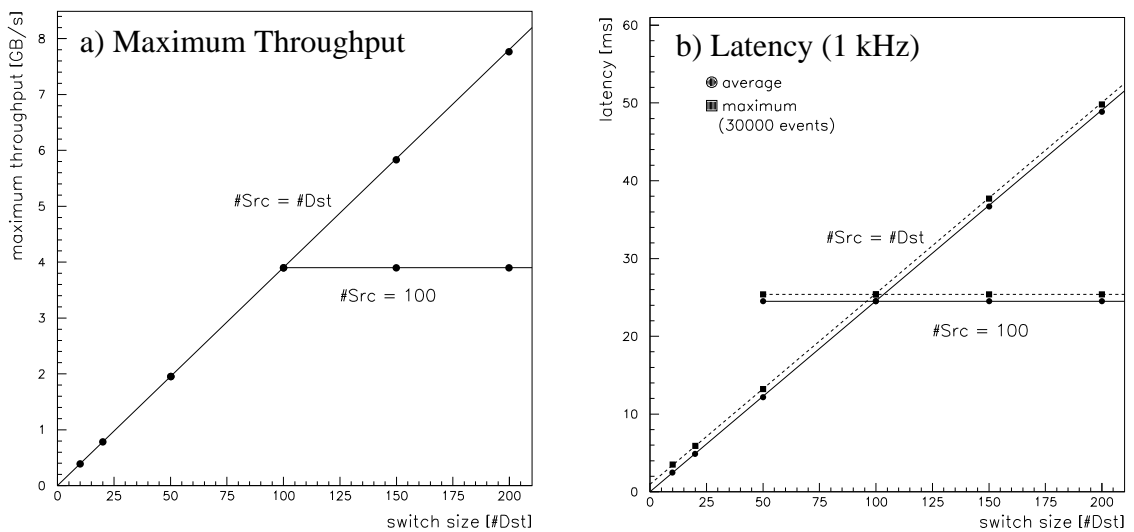 a) Maximum Throughput
maximum throughput [GB/s]
8
7
6
5
4
3
2
1
0
#Src = #Dst
#Src = 100
0 25 50 75 100 125 150 175 200
switch size [#Dst]
b) Latency (1 kHz)
latency [ms]
average
maximum
(30000 events)
60
50
40
30
20
10
0
#Src = #Dst
#Src = 100
0 25 50 75 100 125 150 175 200
switch size [#Dst]